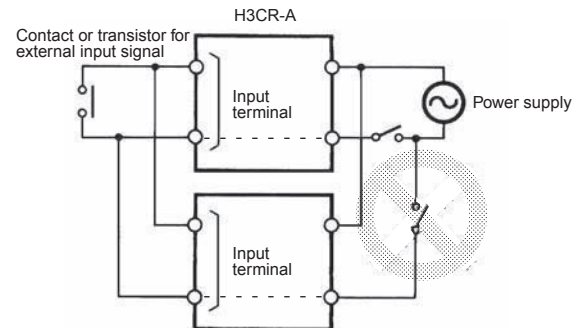 H3CR-A
Contact or transistor for
external input signal
Input
terminal
Power supply
Input
terminal